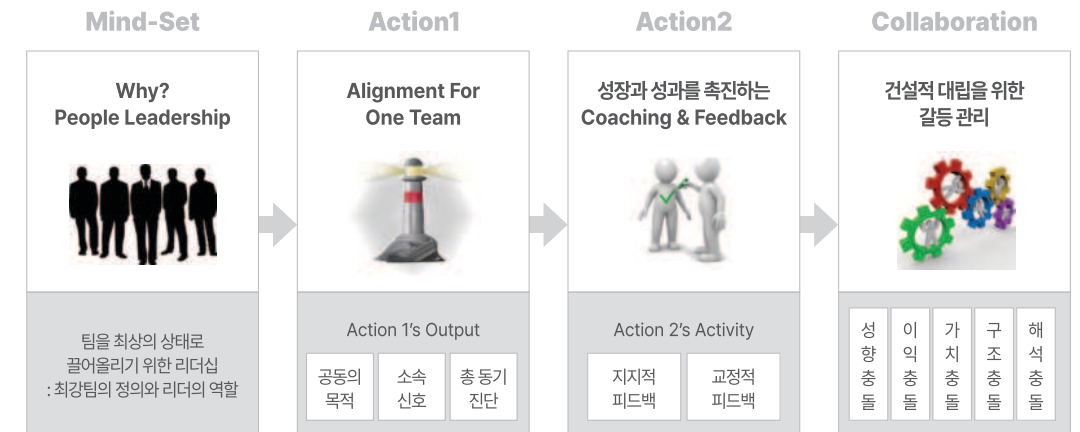 Mind-Set
Action1
Action2
Collaboration
Why?
People Leadership
Alignment For
One Team
성장과 성과를 촉진하는
Coaching & Feedback
건설적 대립을 위한
갈등 관리
팀을 최상의 상태로
끌어올리기 위한 리더십
: 최강팀의 정의와 리더의 역할
Action 1's Output
공동의
목적
소속
신호
총 동기
진단
Action 2's Activity
지지적
피드백
교정적
피드백
성향충돌
이익충돌
가치충돌
구조충돌
해석충돌